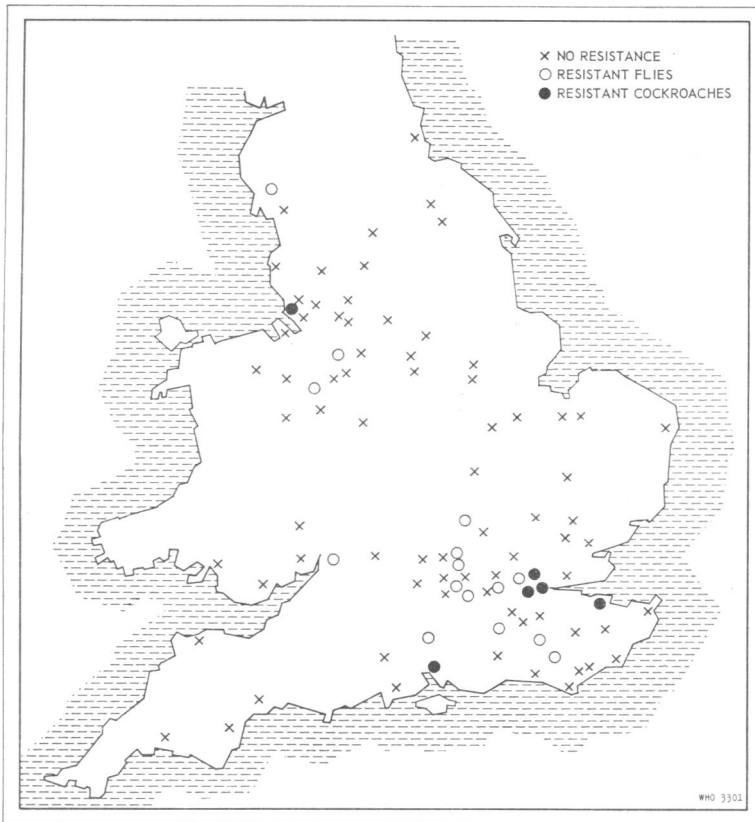 × NO RESISTANCE
○ RESISTANT FLIES
● RESISTANT COCKROACHES
WHO 3301